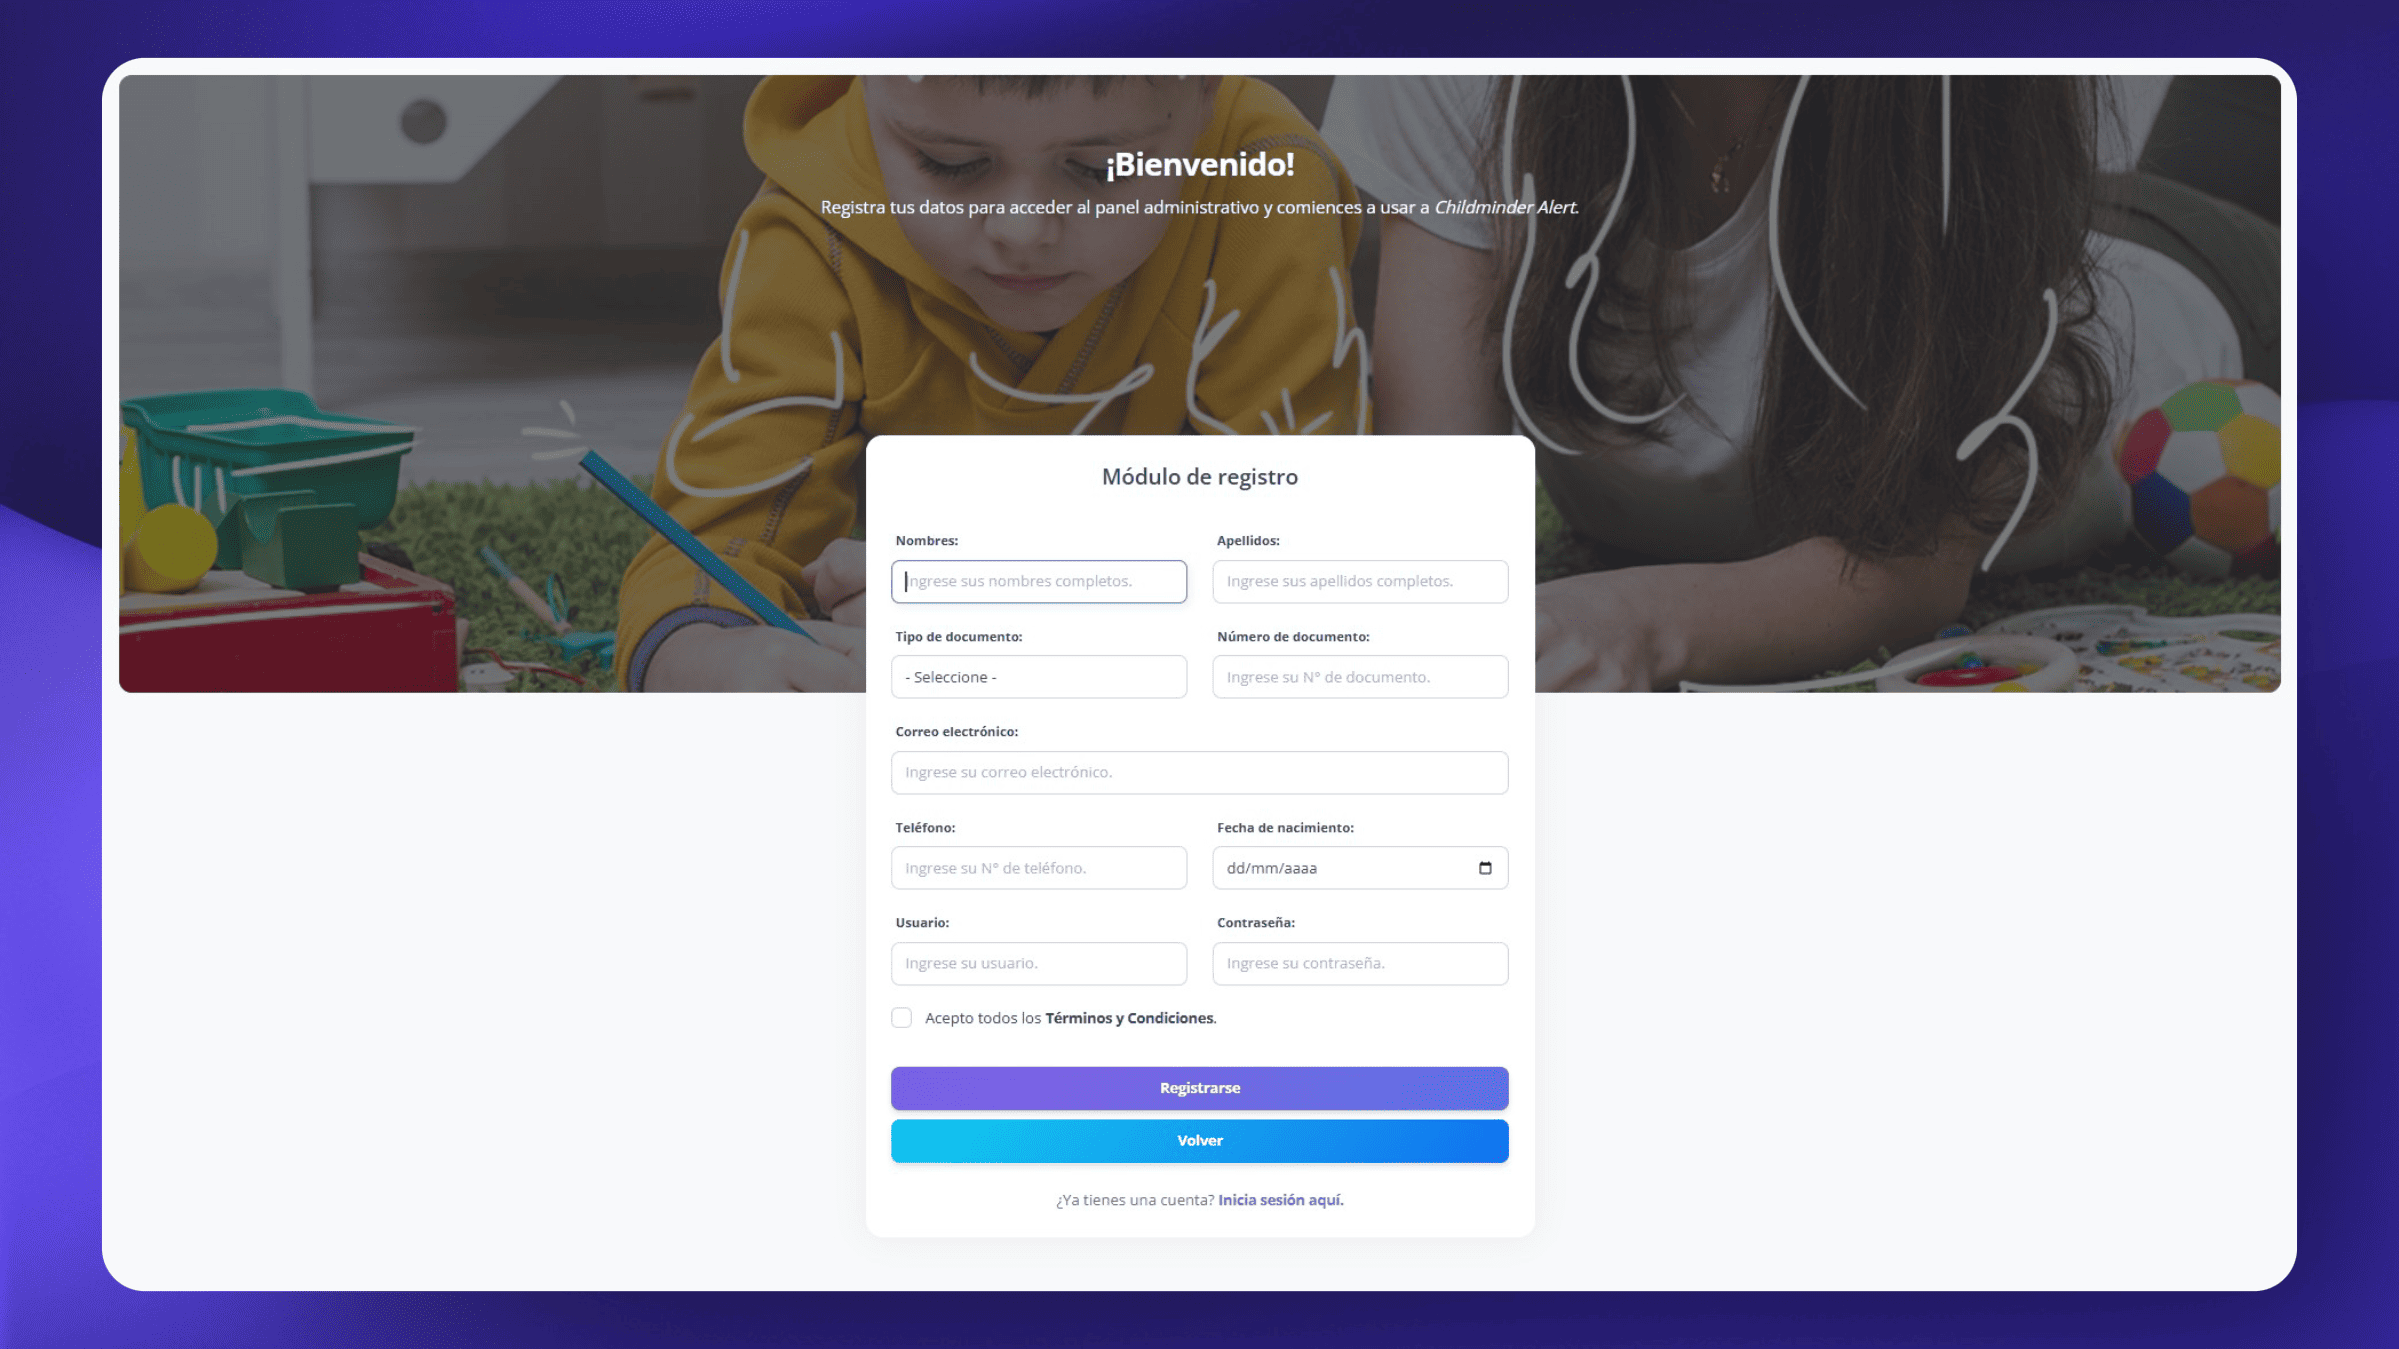 ¡Bienvenido!
Registra tus datos para acceder al panel administrativo y comiences a usar a Childminder Alert.
Módulo de registro
Nombres: Apellidos:
Ingrese sus nombres completos. Ingrese sus apellidos completos.
Tipo de documento: Número de documento:
- Seleccione - Ingrese su N° de documento.
Correo electrónico:
Ingrese su correo electrónico.
Teléfono: Fecha de nacimiento:
Ingrese su N° de teléfono. dd/mm/aaaa
Usuario: Contraseña:
Ingrese su usuario. Ingrese su contraseña.
Acepto todos los Términos y Condiciones.
Registrarse
Volver
¿Ya tienes una cuenta? Inicia sesión aquí.